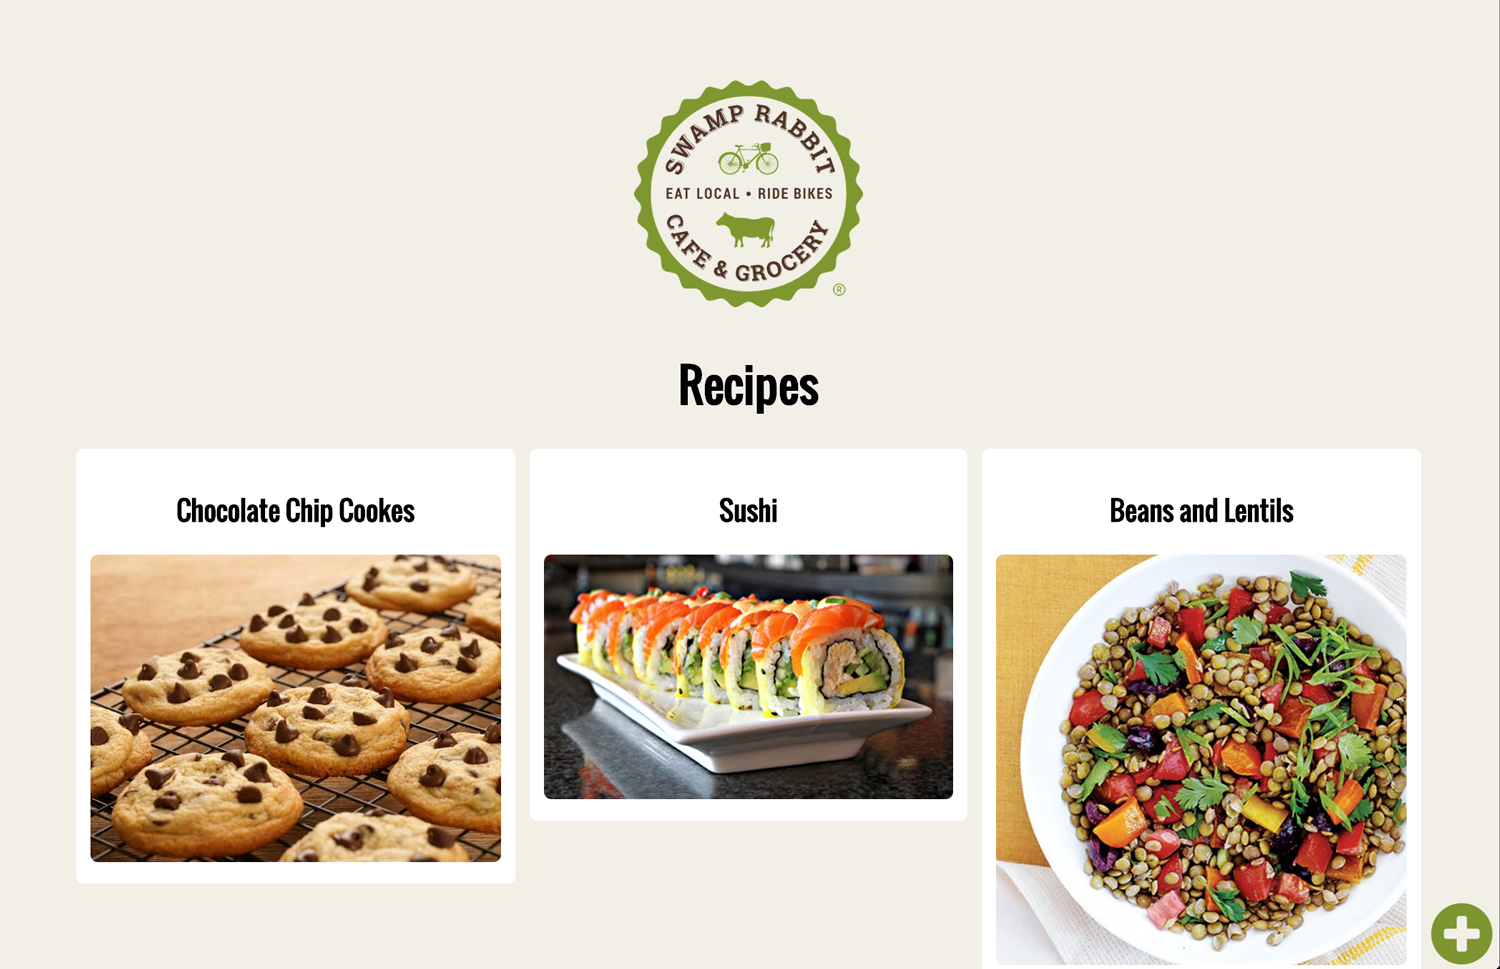 SWAMP RABBIT
EAT LOCAL • RIDE BIKES
CAFE & GROCERY
®
Recipes
Chocolate Chip Cookes
Sushi
Beans and Lentils